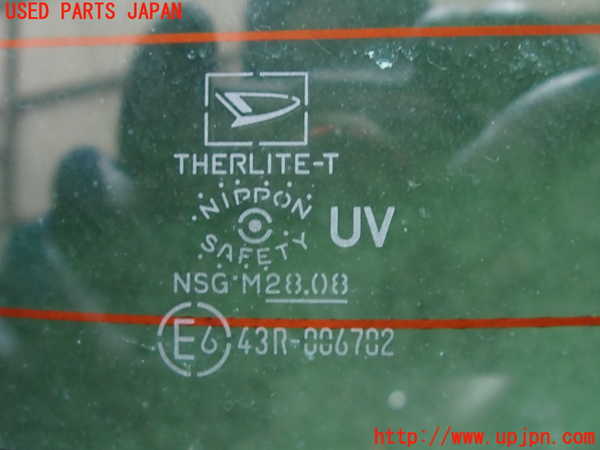 USED PARTS JAPAN
THERLITE-T
NIPPON
SAFETY
UV
NSG M28.08
E6 43R-006702
http://www.upjpn.com/